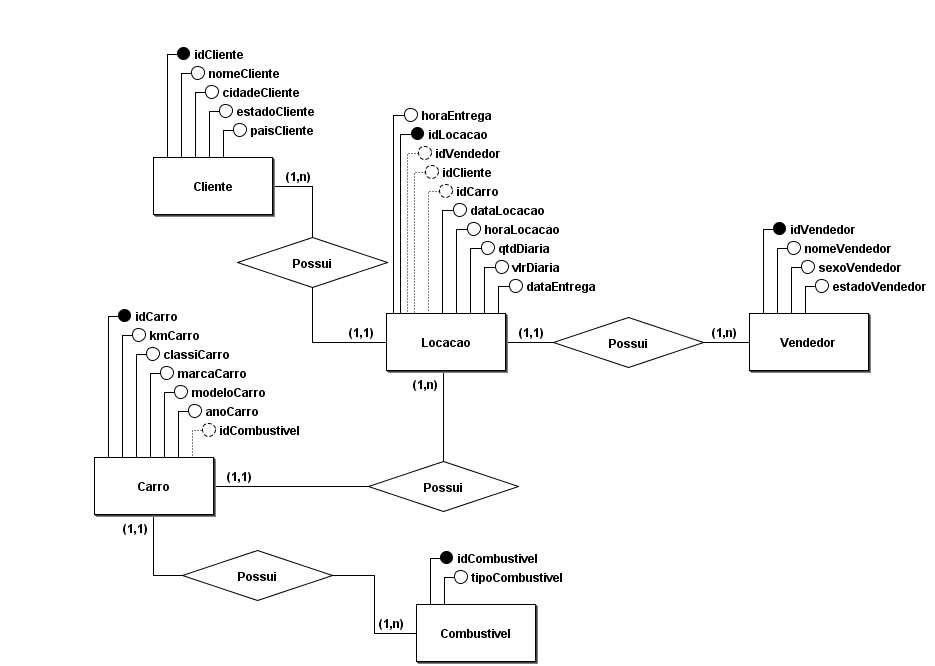 idCliente
nomeCliente
cidadeCliente
estadoCliente
paisCliente
Cliente
(1,n)
Possui
(1,1)
horaEntrega
idLocacao
idVendedor
idCliente
idCarro
dataLocacao
horaLocacao
qtdDiaria
vlrDiaria
dataEntrega
Locacao
(1,1)
Possui
(1,n)
idVendedor
nomeVendedor
sexoVendedor
estadoVendedor
Vendedor
(1,n)
Possui
(1,1)
idCarro
kmCarro
classiCarro
marcaCarro
modeloCarro
anoCarro
idCombustivel
Carro
(1,1)
Possui
(1,n)
idCombustivel
tipoCombustivel
Combustivel